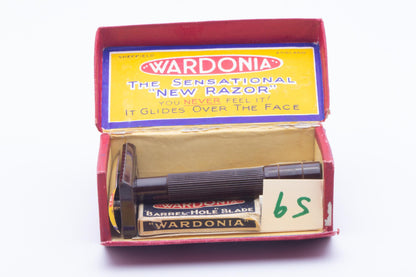 SHEFFIELD ENGLAND
"WARDONIA"
THE SENSATIONAL
"NEW RAZOR"
YOU NEVER FEEL IT!
IT GLIDES OVER THE FACE
WARDONIA
BARREL-HOLE BLADE
"WARDONIA"
65